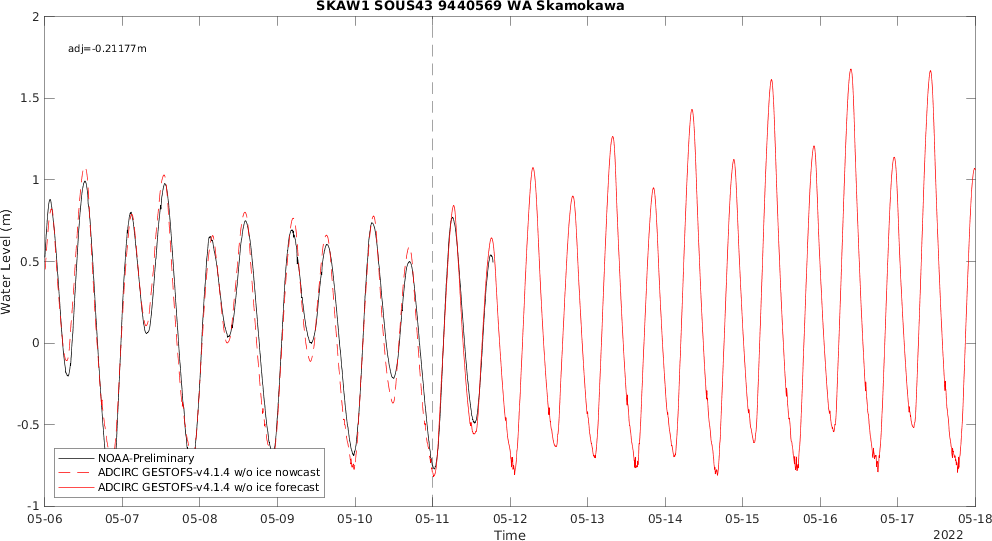 SKAW1 SOUS43 9440569 WA Skamokawa
adj=-0.21177m
Water Level (m)
2
1.5
1
0.5
0
-0.5
-1
NOAA-Preliminary
ADCIRC GESTOFS-v4.1.4 w/o ice nowcast
ADCIRC GESTOFS-v4.1.4 w/o ice forecast
05-06 05-07 05-08 05-09 05-10 05-11 05-12 05-13 05-14 05-15 05-16 05-17 05-18
Time
2022